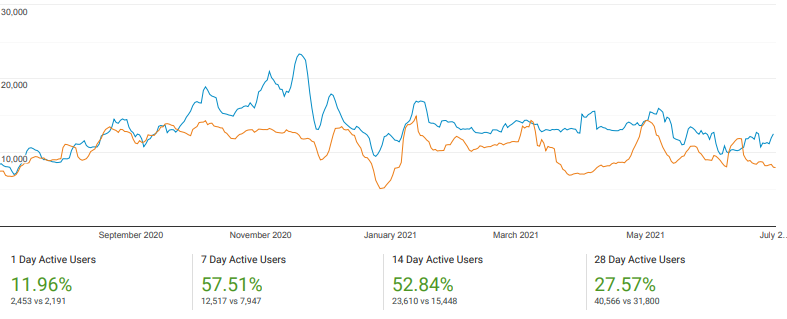 30,000
20,000
10,000
September 2020 November 2020 January 2021 March 2021 May 2021 July 2...
1 Day Active Users 7 Day Active Users 14 Day Active Users 28 Day Active Users
11.96% 57.51% 52.84% 27.57%
2,453 vs 2,191 12,517 vs 7,947 23,610 vs 15,448 40,566 vs 31,800